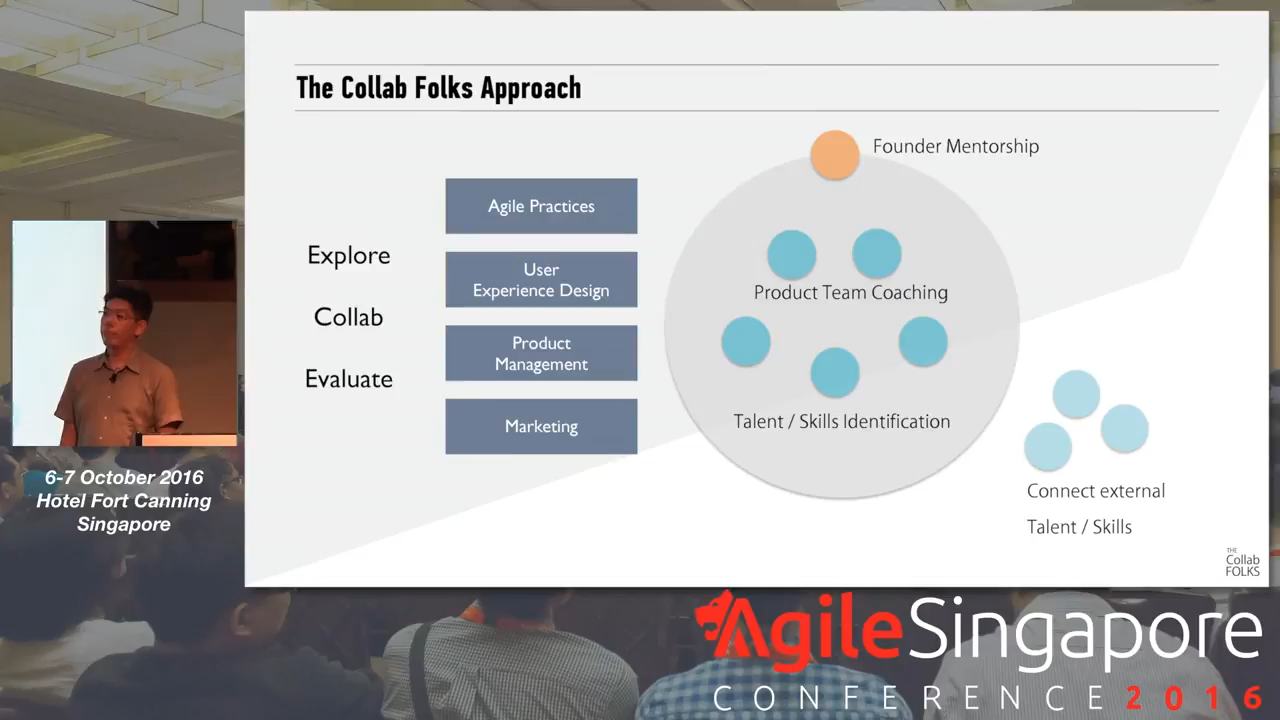 The Collab Folks Approach
Explore
Collab
Evaluate
Agile Practices
User
Experience Design
Product
Management
Marketing
Founder Mentorship
Product Team Coaching
Talent / Skills Identification
Connect external
Talent / Skills
THE
Collab
FOLKS
6-7 October 2016
Hotel Fort Canning
Singapore
AgileSingapore
CONFERENCE 2016